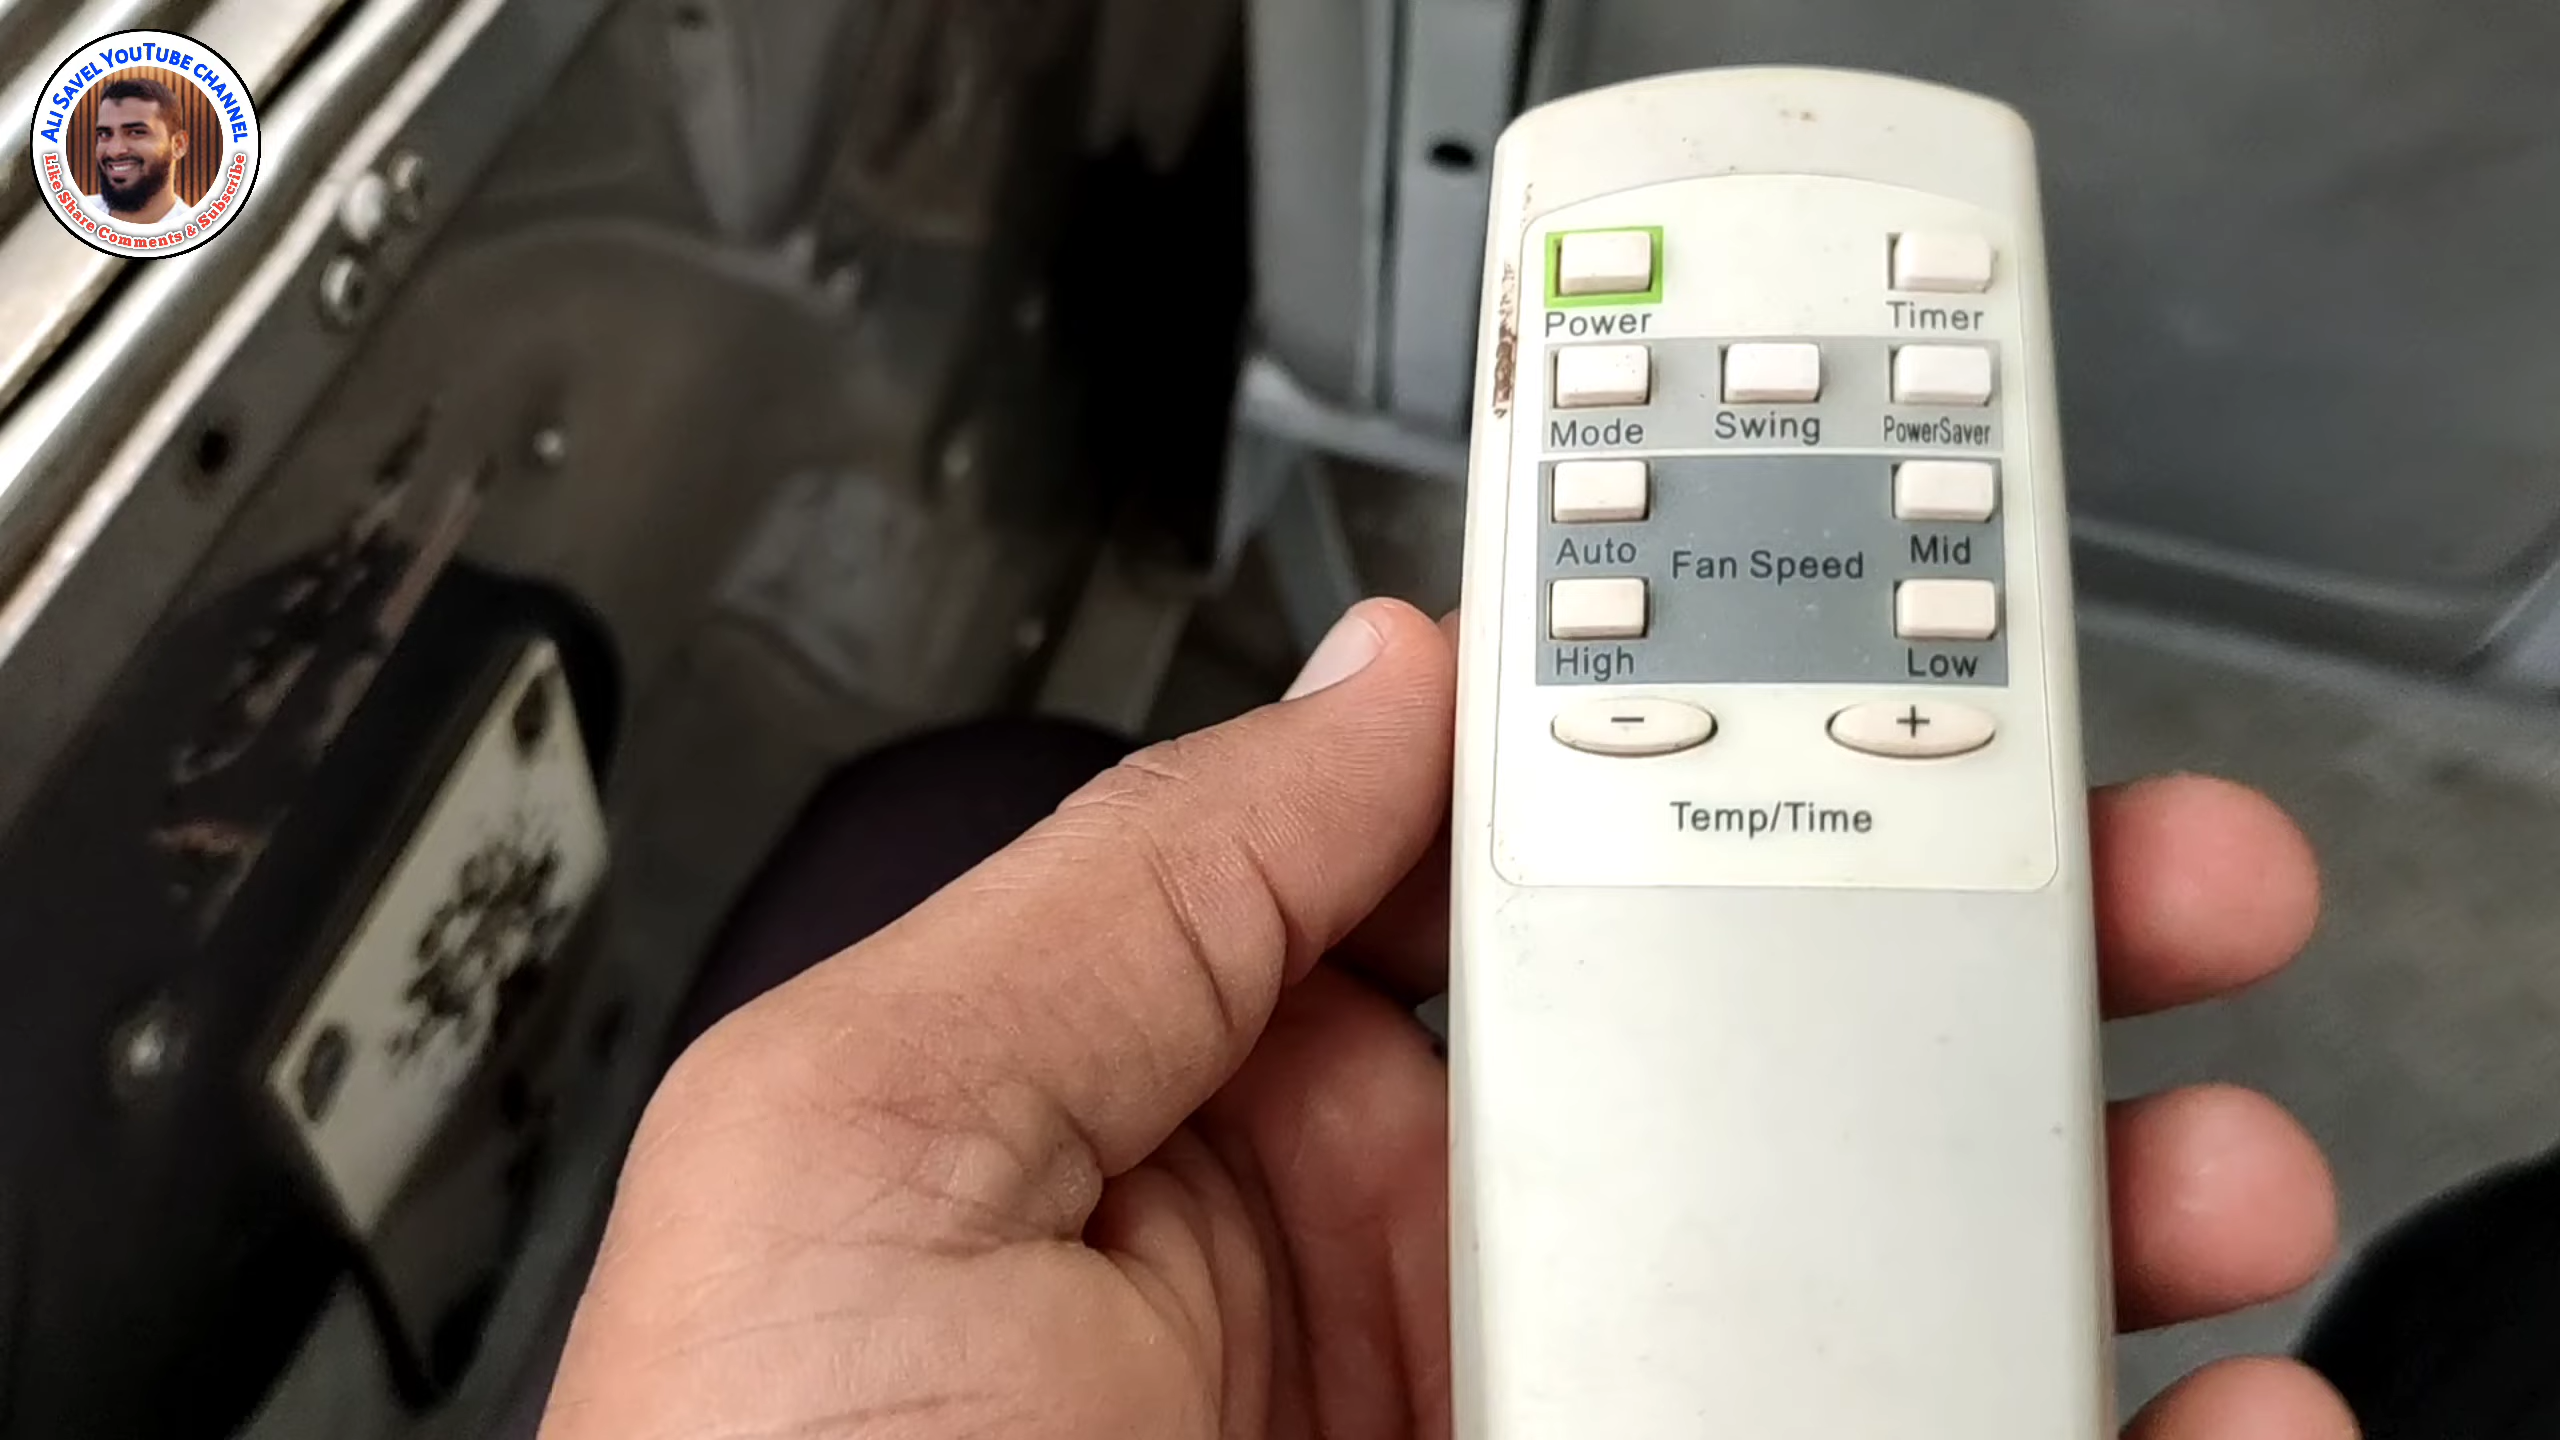 ALI SAVEL YOUTUBE CHANNEL
Like Share Comments & Subscribe
Power
Timer
Mode
Swing
PowerSaver
Auto
Fan Speed
Mid
High
Low
−
+
Temp/Time